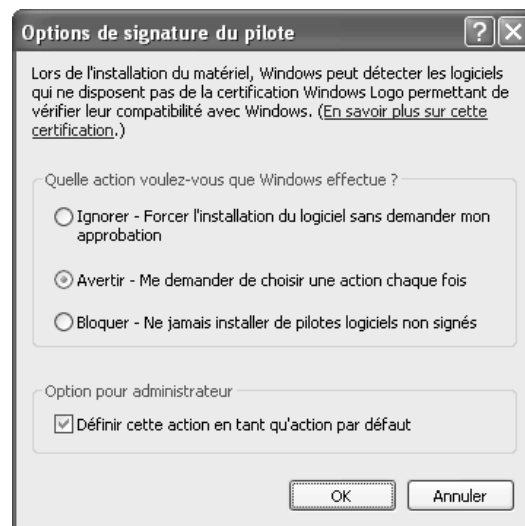 Options de signature du pilote
Lors de l'installation du matériel, Windows peut détecter les logiciels
qui ne disposent pas de la certification Windows Logo permettant de
vérifier leur compatibilité avec Windows. (En savoir plus sur cette
certification.)
Quelle action voulez-vous que Windows effectue ?
Ignorer - Forcer l'installation du logiciel sans demander mon
approbation
Avertir - Me demander de choisir une action chaque fois
Bloquer - Ne jamais installer de pilotes logiciels non signés
Option pour administrateur
Définir cette action en tant qu'action par défaut
OK Annuler